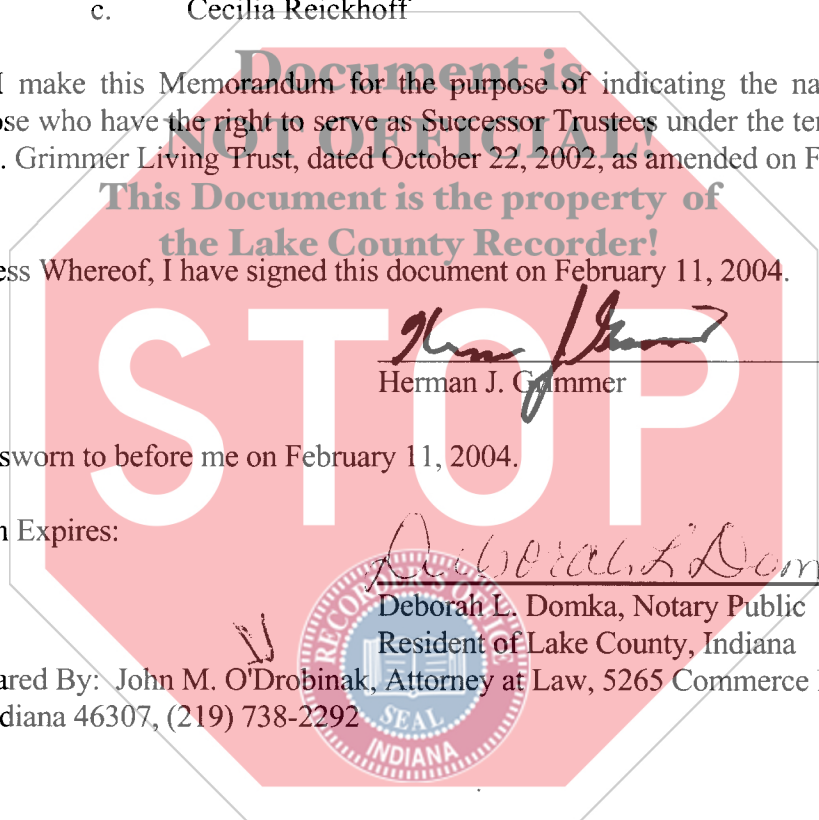 c. Cecilia Reickhoff
Document is
I make this Memorandum for the purpose of indicating the na
NOT OFFICIAL!
ose who have the right to serve as Successor Trustees under the ter
. Grimmer Living Trust, dated October 22, 2002, as amended on F
This Document is the property of
the Lake County Recorder!
ess Whereof, I have signed this document on February 11, 2004.
STOP
Herman J. Grimmer
sworn to before me on February 11, 2004.
n Expires:
Deborah L Dom
Deborah L. Domka, Notary Public
Resident of Lake County, Indiana
ared By: John M. O'Drobinak, Attorney at Law, 5265 Commerce
diana 46307, (219) 738-2292
RECORDER'S OFFICE
SEAL
INDIANA